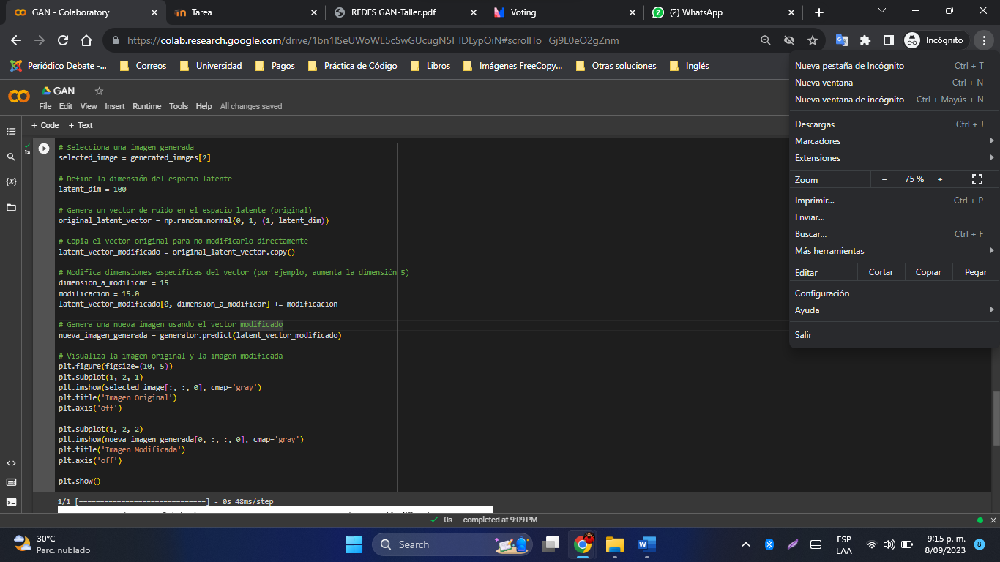 GAN - Colaboratory
Tarea
REDES GAN-Taller.pdf
Voting
(2) WhatsApp
https://colab.research.google.com/drive/1bn1ISeUWoWE5cSwGUcugN5I_IDLypOiN#scrollTo=Gj9L0eO2gZnm
Incógnito
Periódico Debate -...
Correos
Universidad
Pagos
Práctica de Código
Libros
Imágenes FreeCopy...
Otras soluciones
Inglés
GAN
File Edit View Insert Runtime Tools Help All changes saved
+ Code + Text
1s
# Selecciona una imagen generada
selected_image = generated_images[2]
# Define la dimensión del espacio latente
latent_dim = 100
# Genera un vector de ruido en el espacio latente (original)
original_latent_vector = np.random.normal(0, 1, (1, latent_dim))
# Copia el vector original para no modificarlo directamente
latent_vector_modificado = original_latent_vector.copy()
# Modifica dimensiones específicas del vector (por ejemplo, aumenta la dimensión 5)
dimension_a_modificar = 15
modificacion = 15.0
latent_vector_modificado[0, dimension_a_modificar] += modificacion
# Genera una nueva imagen usando el vector modificado
nueva_imagen_generada = generator.predict(latent_vector_modificado)
# Visualiza la imagen original y la imagen modificada
plt.figure(figsize=(10, 5))
plt.subplot(1, 2, 1)
plt.imshow(selected_image[:, :, 0], cmap='gray')
plt.title('Imagen Original')
plt.axis('off')
plt.subplot(1, 2, 2)
plt.imshow(nueva_imagen_generada[0, :, :, 0], cmap='gray')
plt.title('Imagen Modificada')
plt.axis('off')
plt.show()
1/1 [==============================] - 0s 48ms/step
0s completed at 9:09 PM
Nueva pestaña de Incógnito Ctrl + T
Nueva ventana Ctrl + N
Nueva ventana de incógnito Ctrl + Mayús + N
Descargas Ctrl + J
Marcadores
Extensiones
Zoom - 75 % +
Imprimir... Ctrl + P
Enviar...
Buscar... Ctrl + F
Más herramientas
Editar Cortar Copiar Pegar
Configuración
Ayuda
Salir
30°C
Parc. nublado
Search
ESP
LAA
9:15 p. m.
8/09/2023
8